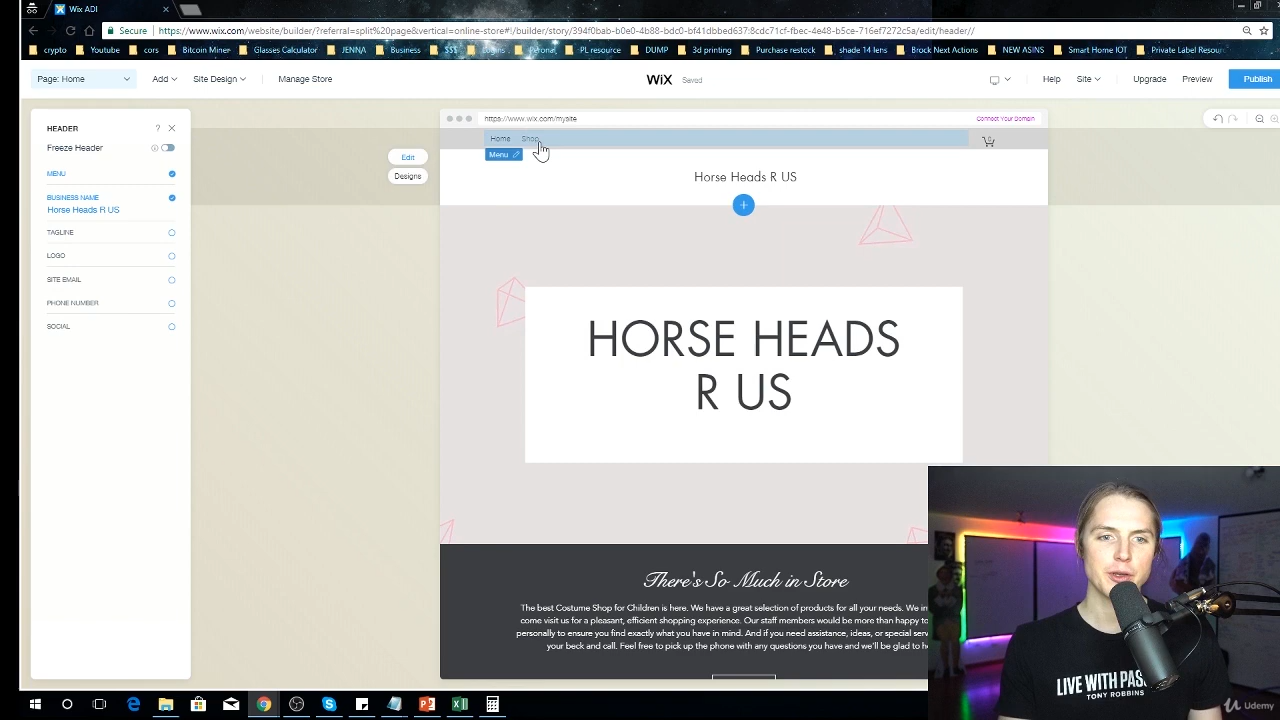 Wix ADI
Secure
https://www.wix.com/website/builder/?referral=split%20page&vertical=online-store#!/builder/story/394f0bab-b0e0-4b88-bdc0-bf41dbbed637:8cdc71cf-fbec-4e48-b5ce-716ef7272c5a/edit/header//
crypto Youtube cors Bitcoin Miner Glasses Calculator JENNA Business $$$ Logins Peronal PL resource DUMP 3d printing Purchase restock shade 14 lens Brock Next Actions NEW ASINS Smart Home IOT Private Label Resour
Page: Home Add Site Design Manage Store WiX Saved Help Site Upgrade Preview Publish
https://www.wix.com/mysite Connect Your Domain
HEADER ?
Freeze Header
MENU
BUSINESS NAME
Horse Heads R US
TAGLINE
LOGO
SITE EMAIL
PHONE NUMBER
SOCIAL
Edit
Designs
Home Shop
0
Menu
Horse Heads R US
HORSE HEADS
R US
There's So Much in Store
The best Costume Shop for Children is here. We have a great selection of products for all your needs. We in
come visit us for a pleasant, efficient shopping experience. Our staff members would be more than happy to
personally to ensure you find exactly what you have in mind. And if you need assistance, ideas, or special serv
your beck and call. Feel free to pick up the phone with any questions you have and we'll be glad to he
LIVE WITH PASS
TONY ROBBINS
Udemy